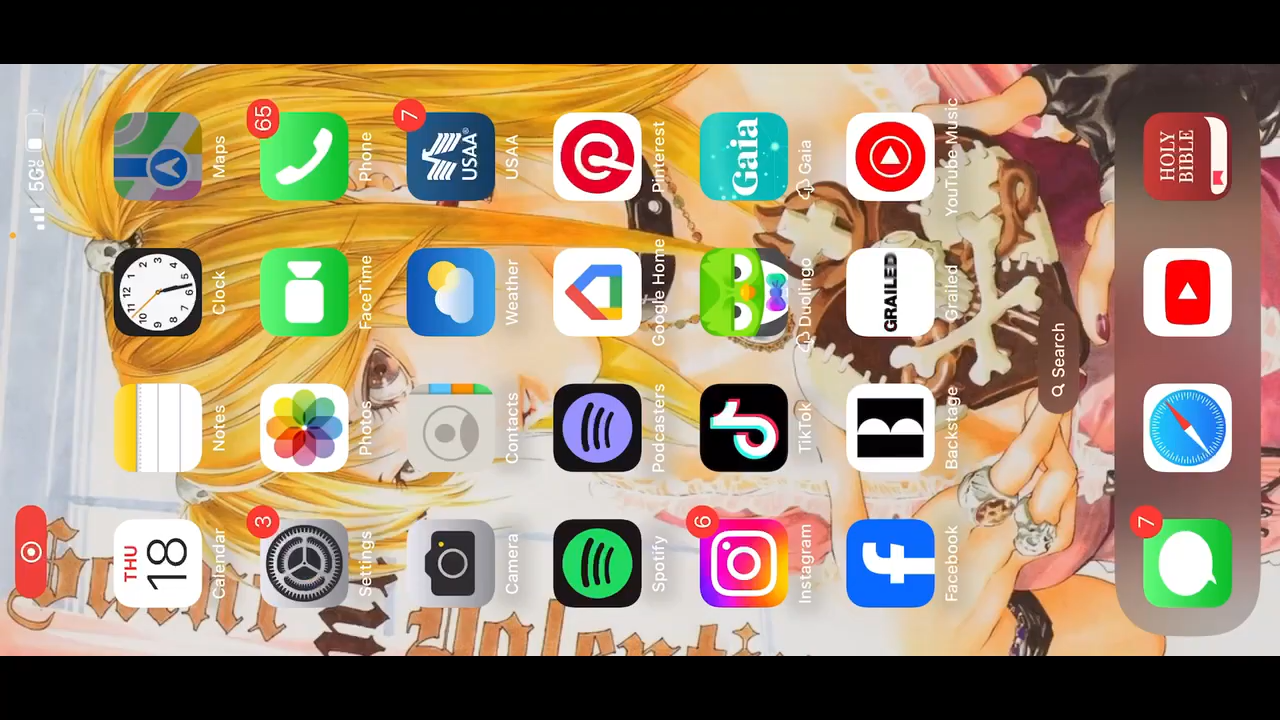 5G
THU
18
Calendar Notes Clock Maps
3 65
Settings Photos FaceTime Phone
7
USAA
Camera Contacts Weather USAA
Spotify Podcasters Google Home Pinterest
6
Gaia
Instagram TikTok Duolingo Gaia
GRAILED
Facebook Backstage Grailed YouTube Music
Search
7
HOLY
BIBLE